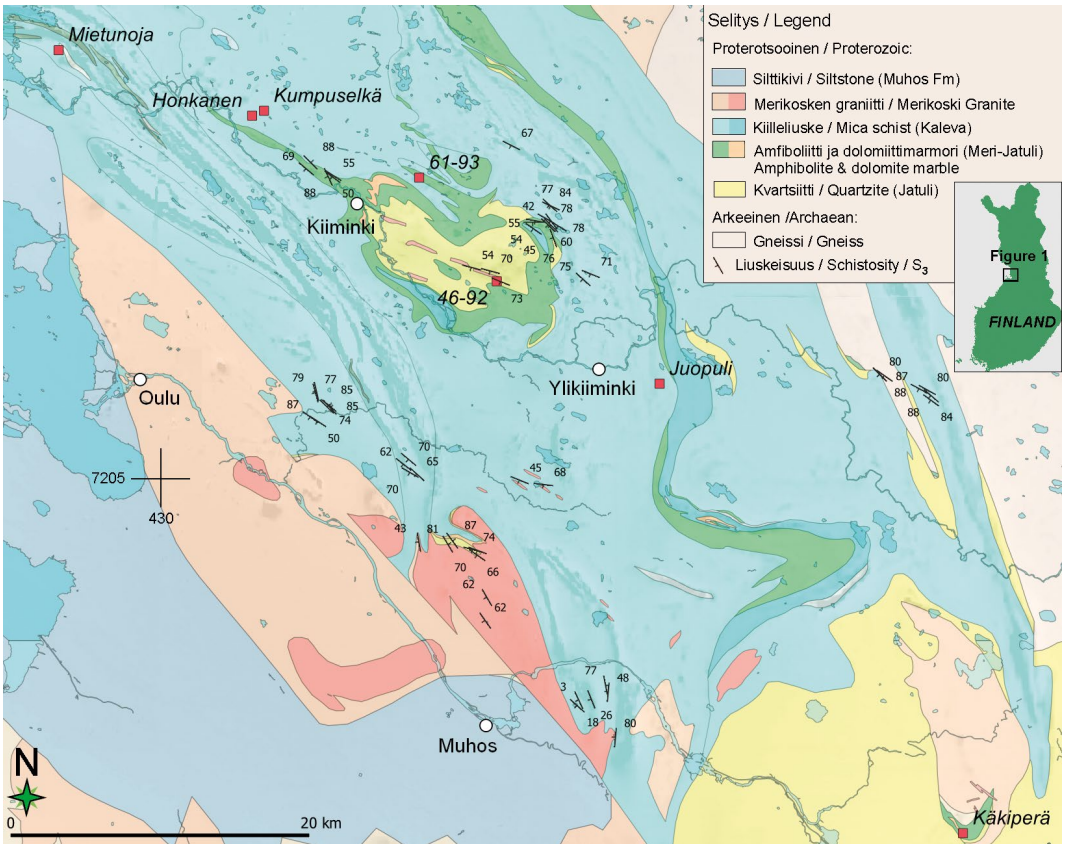 Mietunoja
Honkanen
Kumpuselkä
67
88
69
55
61-93
88
50
77
84
42
78
Kiiminki
55
78
54
60
45
54
70
76
75
71
46-92
73
Ylikiiminki
Juopuli
Oulu
79
77
85
87
85
74
50
80
87
80
88
88
84
62
70
65
70
45
68
7205
430
43
81
87
74
70
66
62
62
77
48
3
26
18
80
Muhos
Käkiperä
N
0
20 km
Selitys / Legend
Proterotsooinen / Proterozoic:
Silttikivi / Siltstone (Muhos Fm)
Merikosken graniitti / Merikoski Granite
Kiilleliuske / Mica schist (Kaleva)
Amfiboliitti ja dolomiittimarmori (Meri-Jatuli)
Amphibolite & dolomite marble
Kvartsiitti / Quartzite (Jatuli)
Arkeeinen /Archaean:
Gneissi / Gneiss
Liuskeisuus / Schistosity / S3
Figure 1
FINLAND